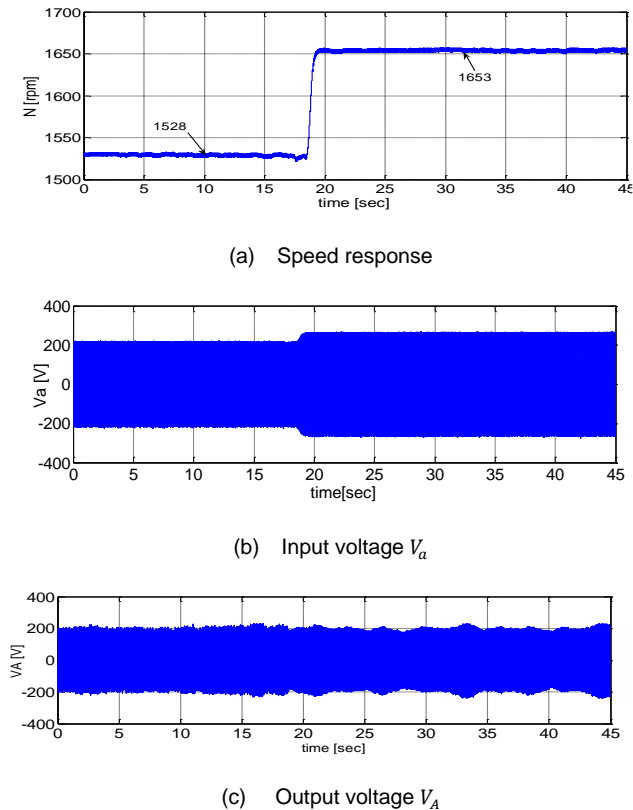 1700
1650
1600
1550
1500
N [rpm]
1528
1653
0 5 10 15 20 25 30 35 40 45
time [sec]
(a) Speed response
400
200
0
-200
-400
Va [V]
0 5 10 15 20 25 30 35 40 45
time[sec]
(b) Input voltage Va
400
200
0
-200
-400
VA [V]
0 5 10 15 20 25 30 35 40 45
time [sec]
(c) Output voltage VA